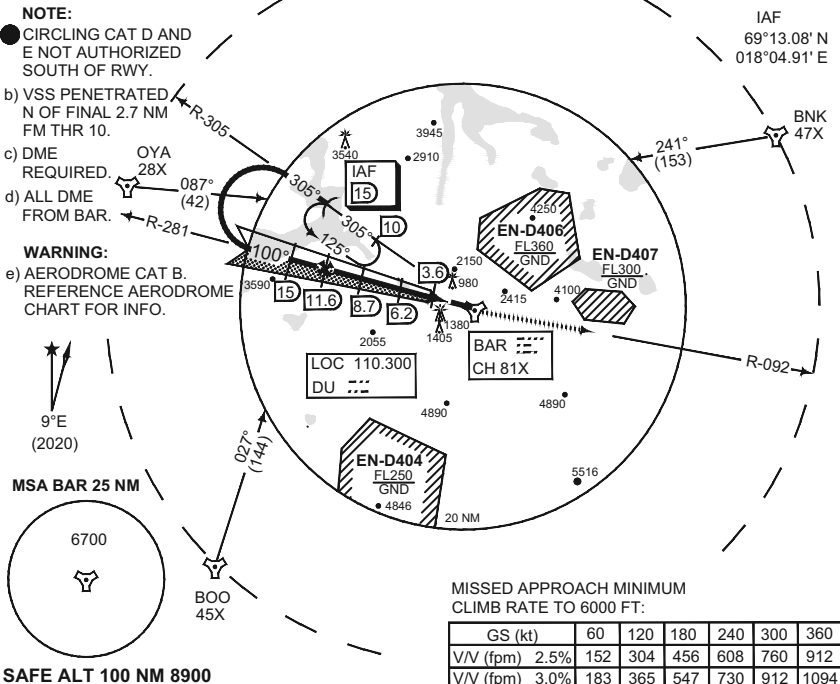 NOTE:
CIRCLING CAT D AND
E NOT AUTHORIZED
SOUTH OF RWY.
b) VSS PENETRATED
N OF FINAL 2.7 NM
FM THR 10.
c) DME
REQUIRED.
d) ALL DME
FROM BAR.
WARNING:
e) AERODROME CAT B.
REFERENCE AERODROME
CHART FOR INFO.
IAF
69°13.08' N
018°04.91' E
BNK
47X
241°
(153)
R-305
OYA
28X
087°
(42)
R-281
3945
3540
2910
IAF
15
305°
305°
125°
10
100°
3590
15
11.6
8.7
6.2
3.6
2150
980
2415
4100
1380
1405
2055
4250
EN-D406
FL360
GND
EN-D407
FL300
GND
LOC 110.300
DU
BAR
CH 81X
R-092
4890
4890
5516
EN-D404
FL250
GND
4846
20 NM
9°E
(2020)
027°
(144)
BOO
45X
MSA BAR 25 NM
6700
SAFE ALT 100 NM 8900
MISSED APPROACH MINIMUM
CLIMB RATE TO 6000 FT:
GS (kt) 60 120 180 240 300 360
V/V (fpm) 2.5% 152 304 456 608 760 912
V/V (fpm) 3.0% 183 365 547 730 912 1094